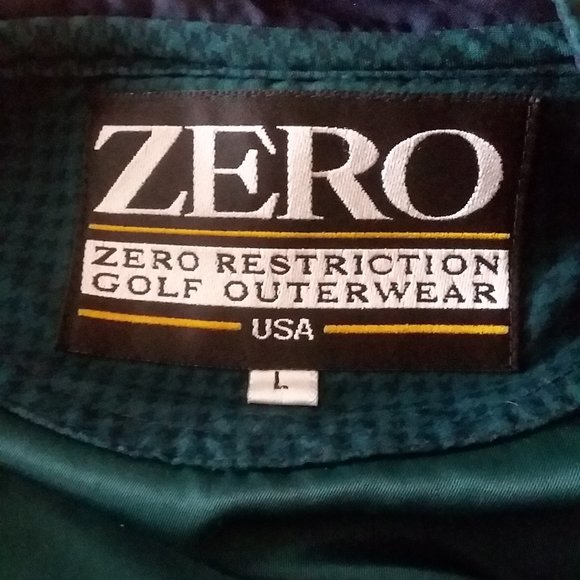 ZERO
ZERO RESTRICTION
GOLF OUTERWEAR
USA
L